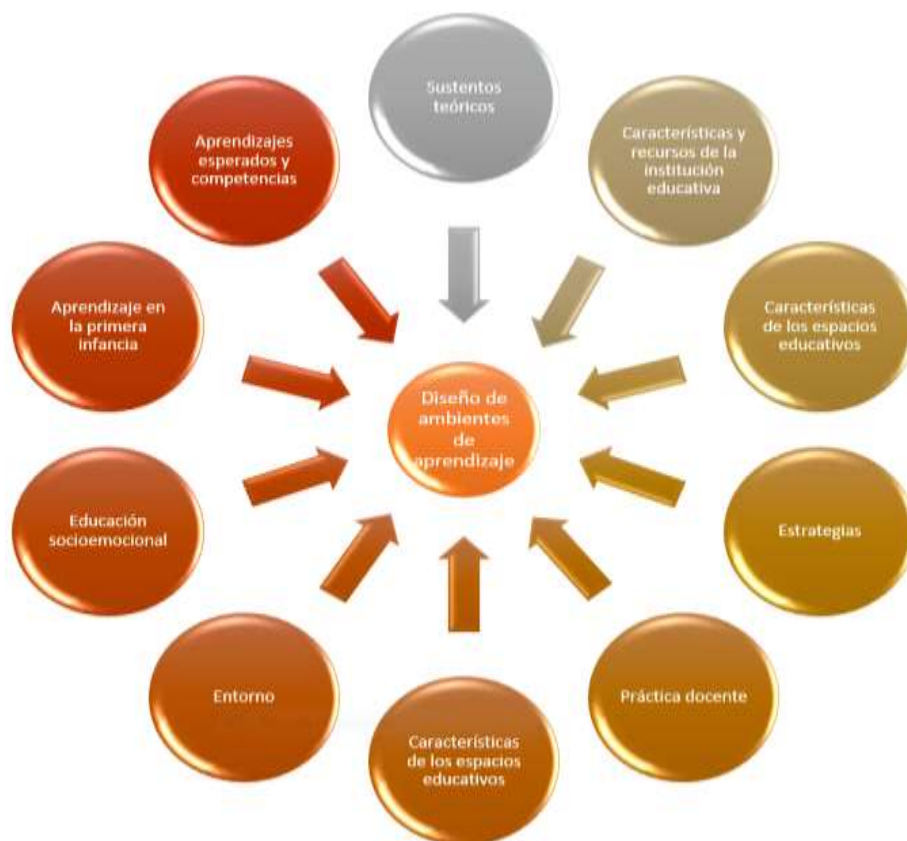 Sustentos
teóricos
Características y
recursos de la
institución
educativa
Características
de los espacios
educativos
Estrategias
Práctica docente
Características
de los espacios
educativos
Entorno
Educación
socioemocional
Aprendizaje en
la primera
infancia
Aprendizajes
esperados y
competencias
Diseño de
ambientes
de
aprendizaje